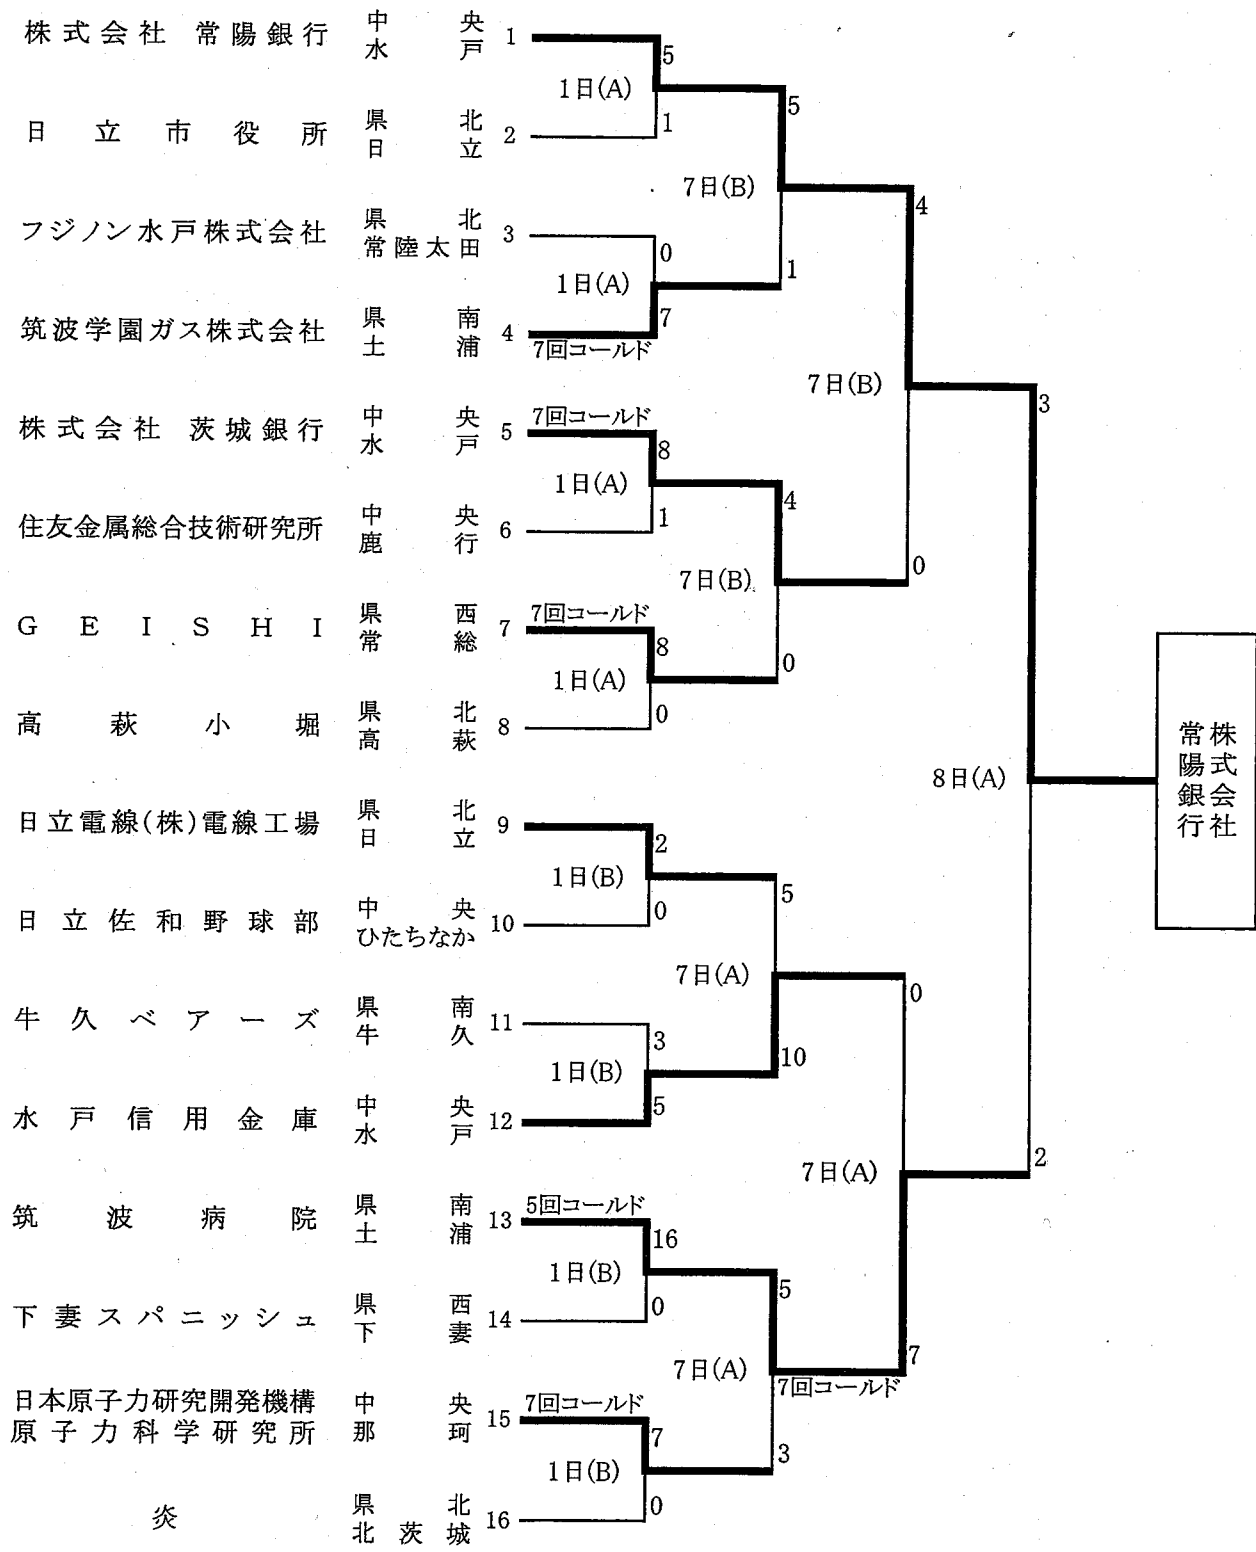 株式会社 常陽銀行 中央 水戸 1
5
1日(A)
日立市役所 県北 日立 2
1
5
7日(B)
フジノン水戸株式会社 県北 常陸太田 3
0
1日(A)
1
筑波学園ガス株式会社 県南 土浦 4
7
7回コールド
4
7日(B)
株式会社 茨城銀行 中央 水戸 5
7回コールド
8
1日(A)
住友金属総合技術研究所 中央 鹿行 6
1
4
7日(B)
0
GEISHI 県西 常総 7
7回コールド
8
1日(A)
0
高萩小堀 県北 高萩 8
0
3
8日(A)
日立電線(株)電線工場 県北 日立 9
2
1日(B)
日立佐和野球部 中央 ひたちなか 10
0
5
7日(A)
牛久ベアーズ 県南 牛久 11
3
1日(B)
10
水戸信用金庫 中央 水戸 12
5
0
7日(A)
2
筑波病院 県南 土浦 13
5回コールド
16
1日(B)
下妻スパニッシュ 県西 下妻 14
0
5
7日(A)
7
7回コールド
日本原子力研究開発機構
原子力科学研究所 中央 那珂 15
7回コールド
7
1日(B)
3
炎 県北 北茨城 16
0
株式会社
常陽銀行